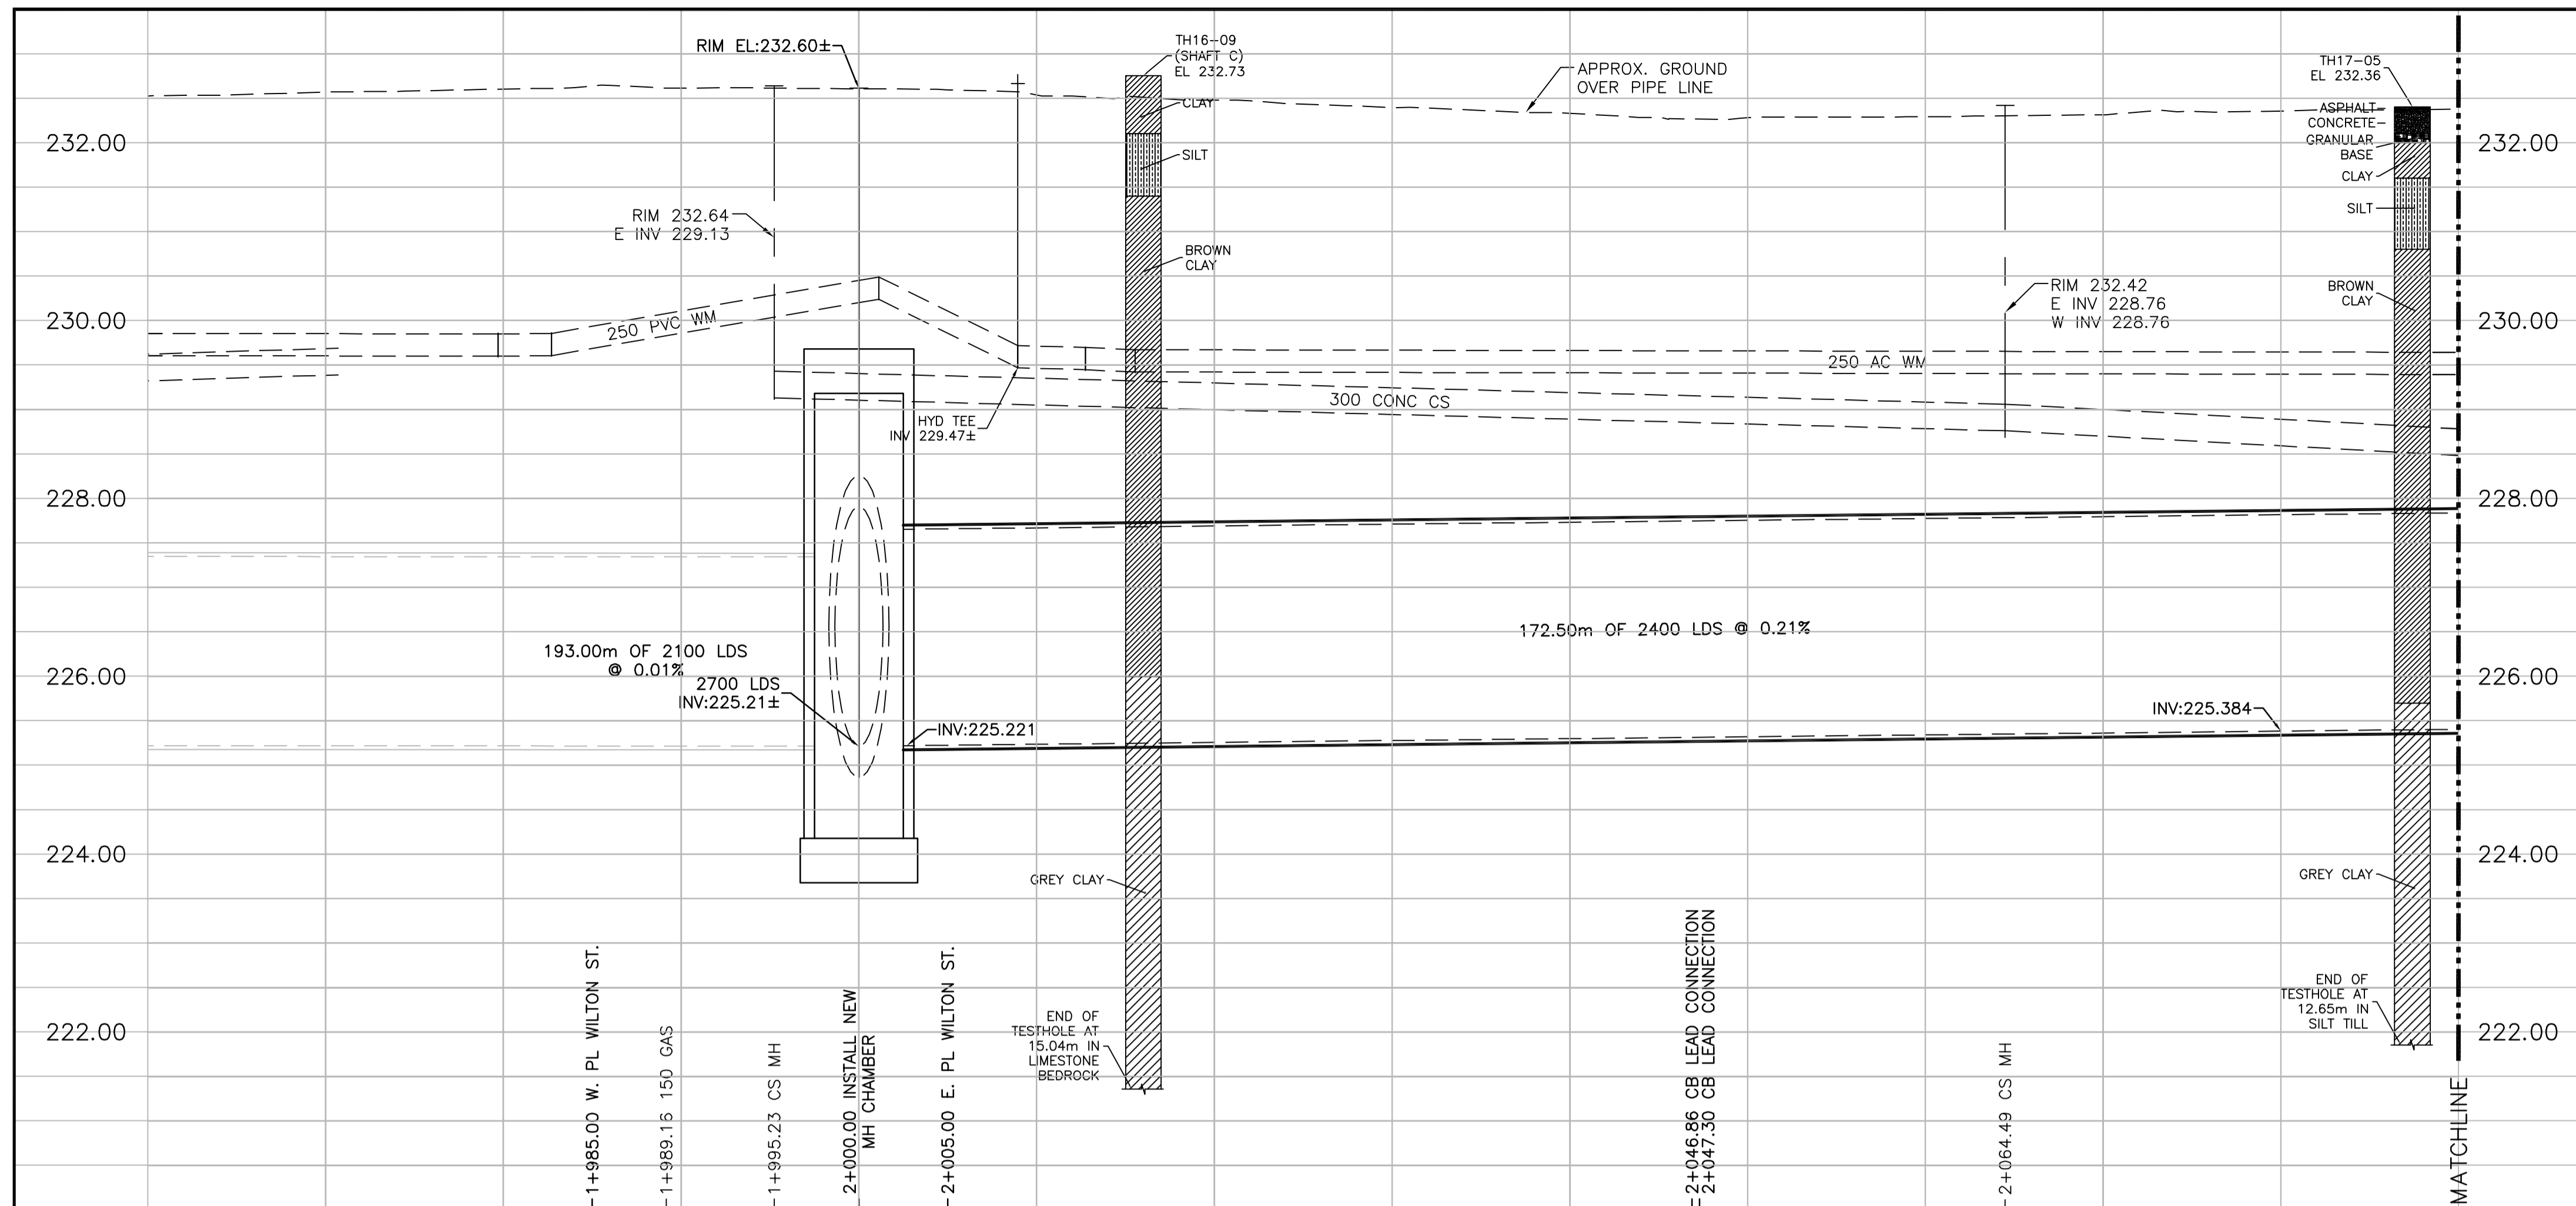 RIM EL:232.60±
TH16-09
(SHAFT C)
EL 232.73
CLAY
SILT
BROWN
CLAY
APPROX. GROUND
OVER PIPE LINE
TH17-05
EL 232.36
ASPHALT
CONCRETE
GRANULAR
BASE
CLAY
SILT
BROWN
CLAY
232.00
232.00
RIM 232.64
E INV 229.13
RIM 232.42
E INV 228.76
W INV 228.76
230.00
230.00
250 PVC WM
250 AC WM
300 CONC CS
HYD TEE
INV 229.47±
228.00
228.00
193.00m OF 2100 LDS
@ 0.01%
172.50m OF 2400 LDS @ 0.21%
226.00
226.00
2700 LDS
INV:225.21±
INV:225.221
INV:225.384
224.00
224.00
GREY CLAY
GREY CLAY
END OF
TESTHOLE AT
15.04m IN
LIMESTONE
BEDROCK
END OF
TESTHOLE AT
12.65m IN
SILT TILL
222.00
222.00
1+985.00 W. PL WILTON ST.
1+989.16 150 GAS
1+995.23 CS MH
2+000.00 INSTALL NEW
MH CHAMBER
2+005.00 E. PL WILTON ST.
2+046.86 CB LEAD CONNECTION
2+047.30 CB LEAD CONNECTION
2+064.49 CS MH
MATCHLINE